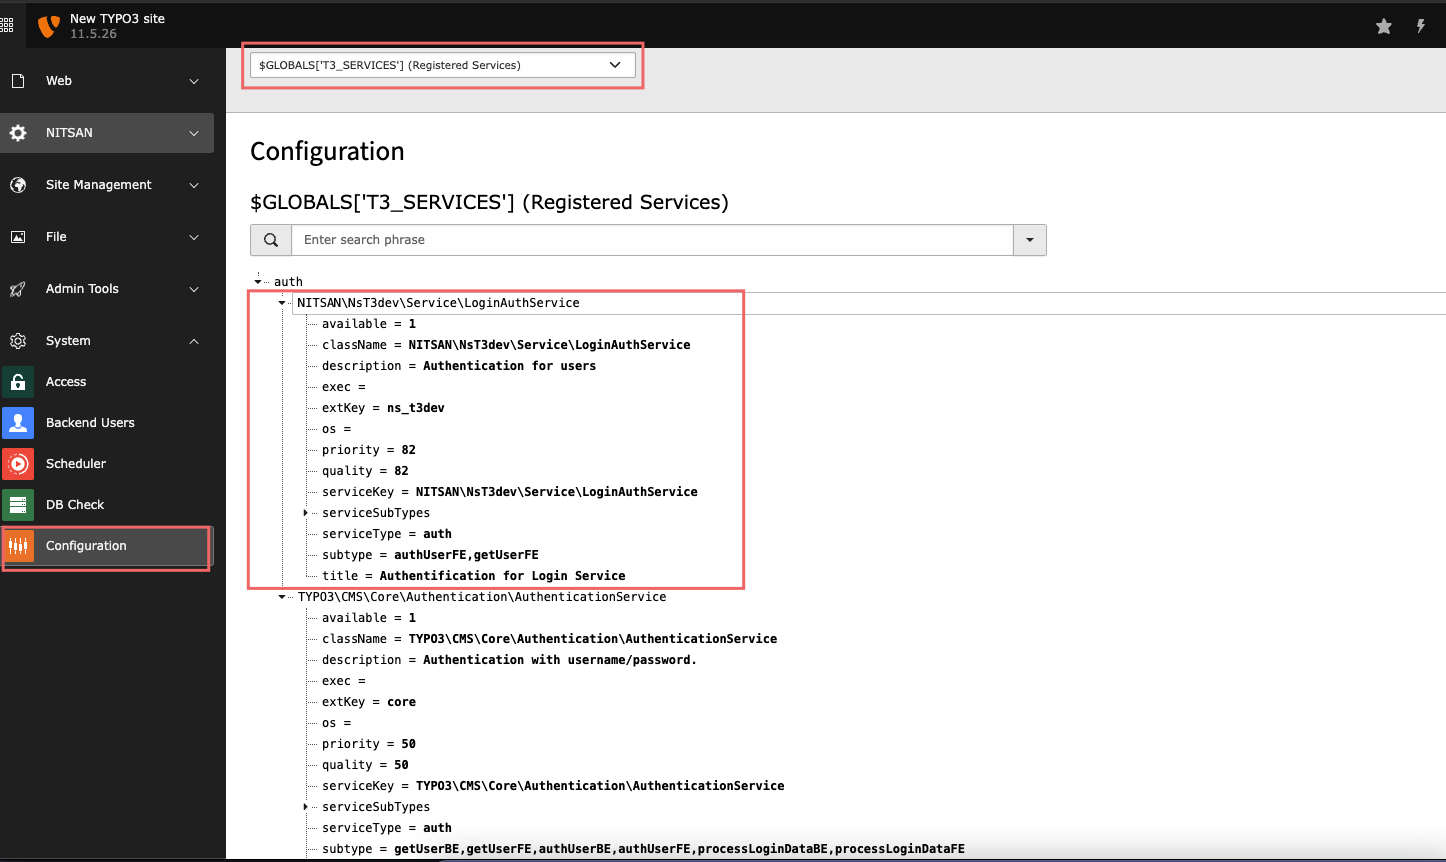 New TYPO3 site
11.5.26
Web
NITSAN
Site Management
File
Admin Tools
System
Access
Backend Users
Scheduler
DB Check
Configuration
$GLOBALS['T3_SERVICES'] (Registered Services)
Configuration
$GLOBALS['T3_SERVICES'] (Registered Services)
Enter search phrase
auth
NITSAN\NsT3dev\Service\LoginAuthService
available = 1
className = NITSAN\NsT3dev\Service\LoginAuthService
description = Authentication for users
exec =
extKey = ns_t3dev
os =
priority = 82
quality = 82
serviceKey = NITSAN\NsT3dev\Service\LoginAuthService
serviceSubTypes
serviceType = auth
subtype = authUserFE,getUserFE
title = Authentification for Login Service
TYPO3\CMS\Core\Authentication\AuthenticationService
available = 1
className = TYPO3\CMS\Core\Authentication\AuthenticationService
description = Authentication with username/password.
exec =
extKey = core
os =
priority = 50
quality = 50
serviceKey = TYPO3\CMS\Core\Authentication\AuthenticationService
serviceSubTypes
serviceType = auth
subtype = getUserBE,getUserFE,authUserBE,authUserFE,processLoginDataBE,processLoginDataFE